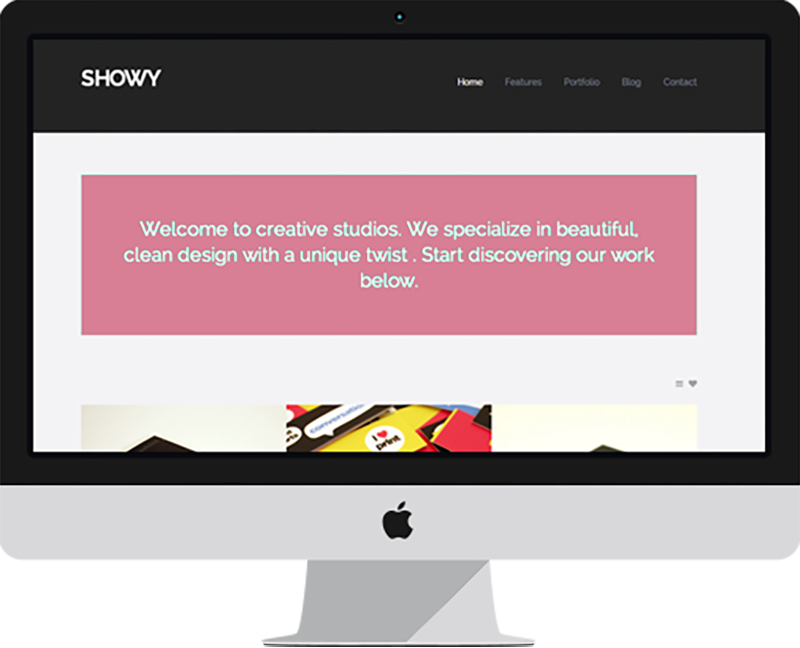 SHOWY
Home Features Portfolio Blog Contact
Welcome to creative studios. We specialize in beautiful,
clean design with a unique twist . Start discovering our work
below.
conversation
I ♥
print